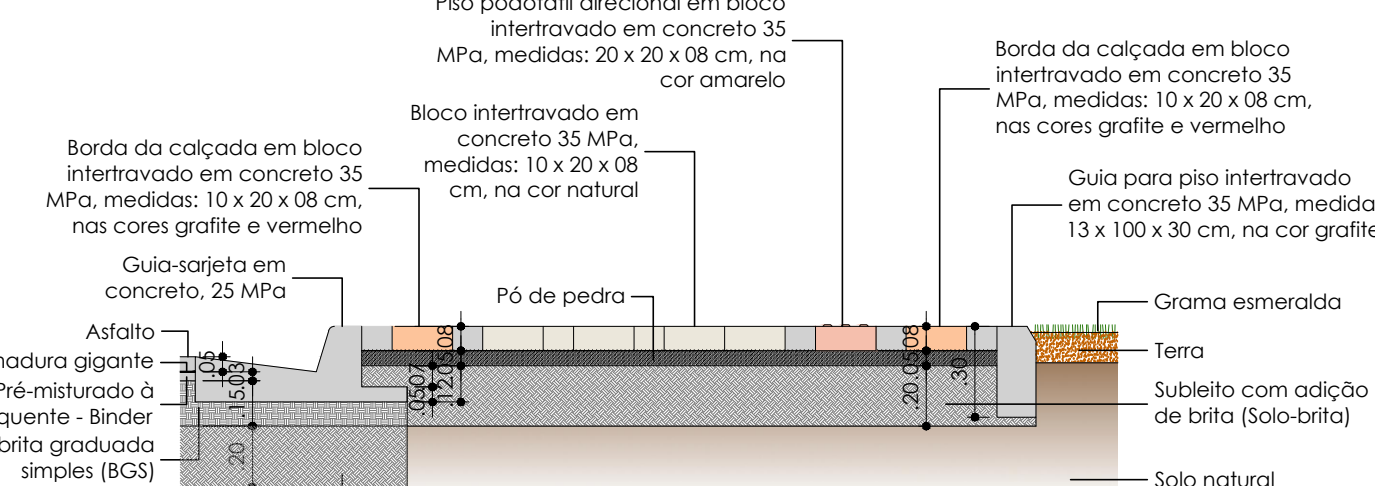 Piso podotátil direcional em bloco
intertravado em concreto 35
MPa, medidas: 20 x 20 x 08 cm, na
cor amarelo
Borda da calçada em bloco
intertravado em concreto 35
MPa, medidas: 10 x 20 x 08 cm,
nas cores grafite e vermelho
Bloco intertravado em
concreto 35 MPa,
medidas: 10 x 20 x 08
cm, na cor natural
Borda da calçada em bloco
intertravado em concreto 35
MPa, medidas: 10 x 20 x 08 cm,
nas cores grafite e vermelho
Guia para piso intertravado
em concreto 35 MPa, medida
13 x 100 x 30 cm, na cor grafite
Guia-sarjeta em
concreto, 25 MPa
Pó de pedra
Grama esmeralda
Asfalto
madura gigante
Terra
Pré-misturado à
quente - Binder
Subleito com adição
de brita (Solo-brita)
brita graduada
simples (BGS)
Solo natural
.05
.03
.15
20
.07
.05
.08
.05
.12
.08
.05
.20
.30